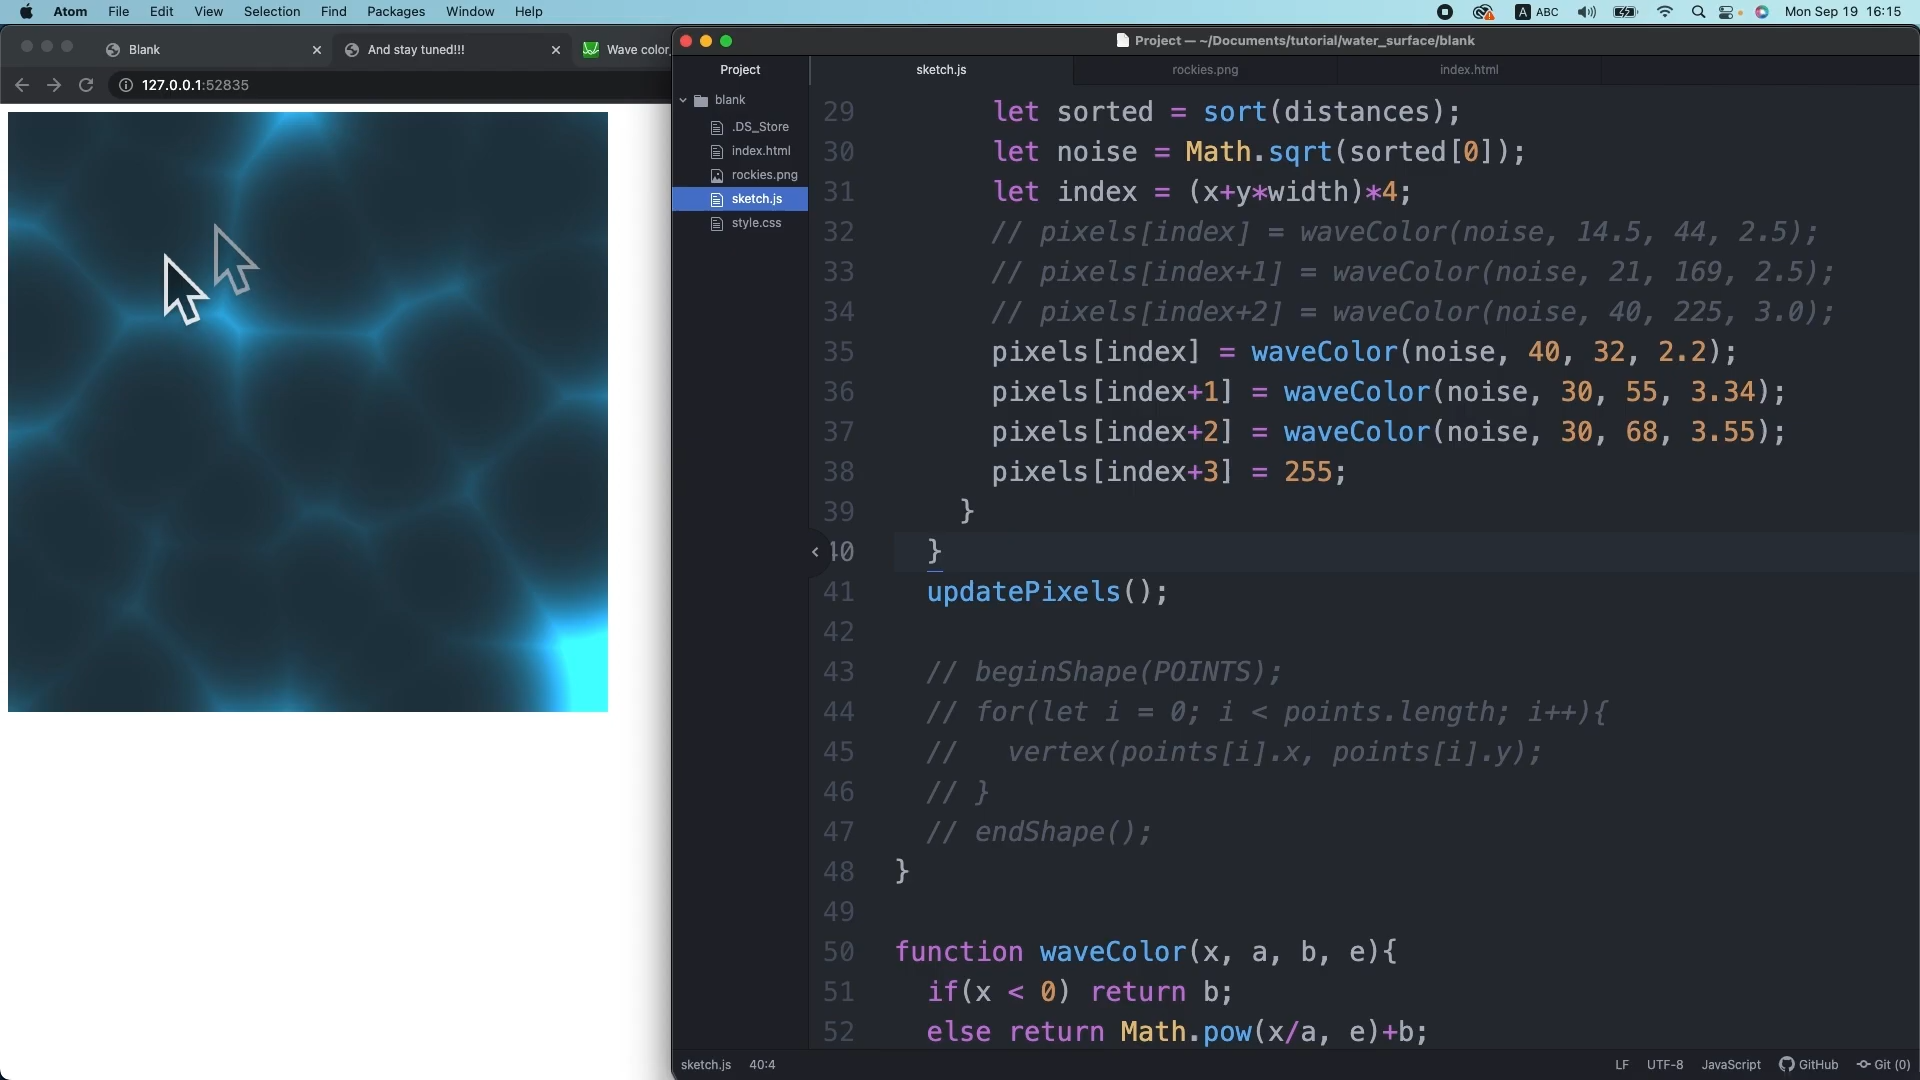 Atom File Edit View Selection Find Packages Window Help A ABC Mon Sep 19 16:15
Blank
And stay tuned!!!
Wave color
127.0.0.1:52835
Project — ~/Documents/tutorial/water_surface/blank
Project
sketch.js
rockies.png
index.html
blank
.DS_Store
index.html
rockies.png
sketch.js
style.css
29 let sorted = sort(distances);
30 let noise = Math.sqrt(sorted[0]);
31 let index = (x+y*width)*4;
32 // pixels[index] = waveColor(noise, 14.5, 44, 2.5);
33 // pixels[index+1] = waveColor(noise, 21, 169, 2.5);
34 // pixels[index+2] = waveColor(noise, 40, 225, 3.0);
35 pixels[index] = waveColor(noise, 40, 32, 2.2);
36 pixels[index+1] = waveColor(noise, 30, 55, 3.34);
37 pixels[index+2] = waveColor(noise, 30, 68, 3.55);
38 pixels[index+3] = 255;
39 }
40 }
41 updatePixels();
42
43 // beginShape(POINTS);
44 // for(let i = 0; i < points.length; i++){
45 // vertex(points[i].x, points[i].y);
46 // }
47 // endShape();
48 }
49
50 function waveColor(x, a, b, e){
51 if(x < 0) return b;
52 else return Math.pow(x/a, e)+b;
sketch.js 40:4 LF UTF-8 JavaScript GitHub Git (0)